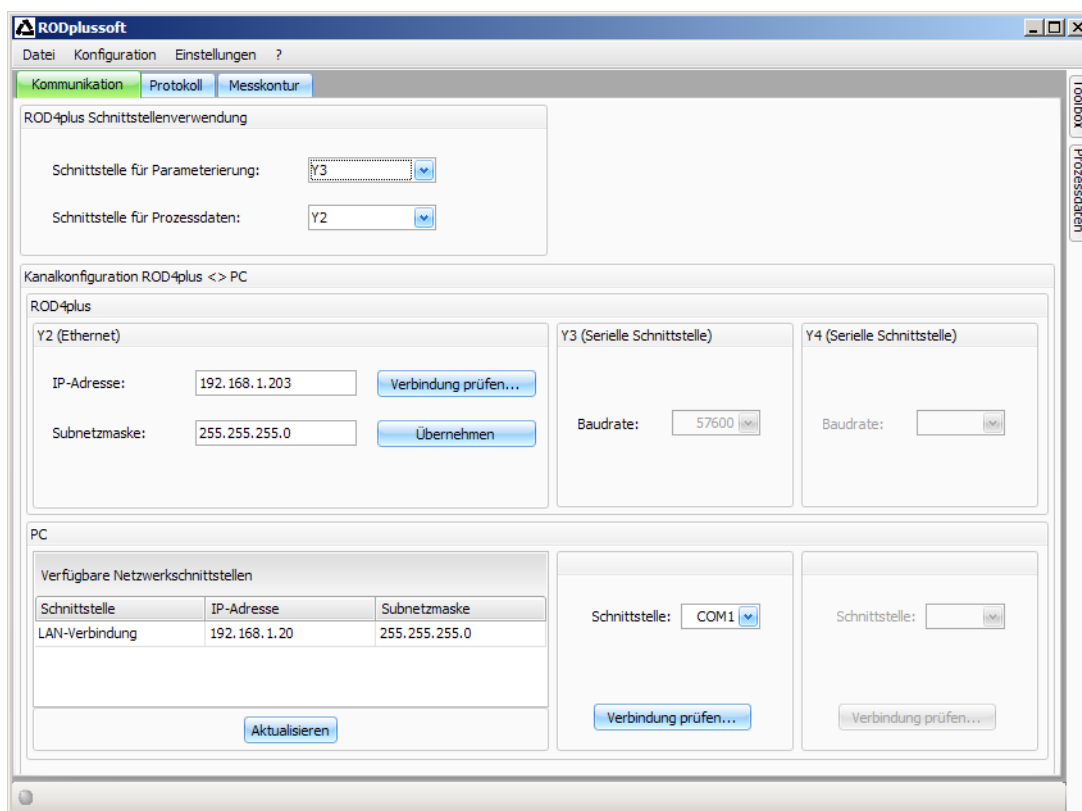 RODplussoft
Datei Konfiguration Einstellungen ?
Kommunikation Protokoll Messkontur
Toolbox
Prozessdaten
ROD4plus Schnittstellenverwendung
Schnittstelle für Parameterierung: Y3
Schnittstelle für Prozessdaten: Y2
Kanalkonfiguration ROD4plus <> PC
ROD4plus
Y2 (Ethernet)
IP-Adresse: 192.168.1.203 Verbindung prüfen...
Subnetzmaske: 255.255.255.0 Übernehmen
Y3 (Serielle Schnittstelle)
Baudrate: 57600
Y4 (Serielle Schnittstelle)
Baudrate:
PC
Verfügbare Netzwerkschnittstellen
Schnittstelle IP-Adresse Subnetzmaske
LAN-Verbindung 192.168.1.20 255.255.255.0
Aktualisieren
Schnittstelle: COM1
Verbindung prüfen...
Schnittstelle:
Verbindung prüfen...